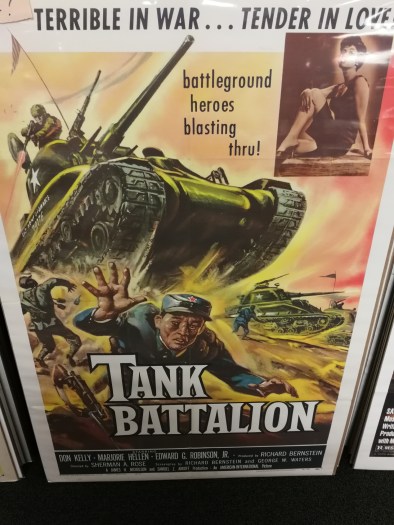 TERRIBLE IN WAR...TENDER IN LOVE
battleground
heroes
blasting
thru!
TANK
BATTALION
DON KELLY · MARJORIE HELLEN · EDWARD G. ROBINSON, JR. · Produced by RICHARD BERNSTEIN
Directed by SHERMAN A. ROSE · Screenplay by RICHARD BERNSTEIN and GEORGE W. WATERS
AN AMERICAN INTERNATIONAL Picture